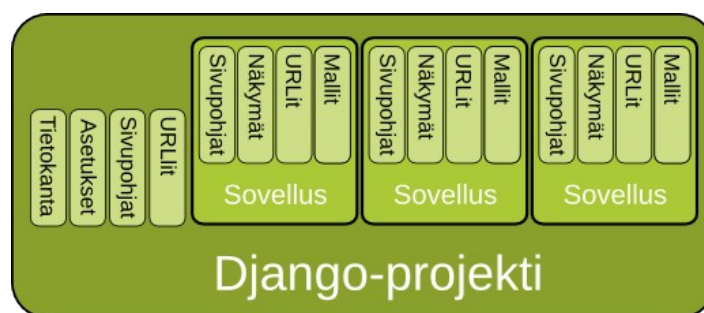 Tietokanta
Asetukset
Sivupohjat
URLlit
Sivupohjat
Näkymät
URLit
Mallit
Sovellus
Sivupohjat
Näkymät
URLit
Mallit
Sovellus
Sivupohjat
Näkymät
URLit
Mallit
Sovellus
Django-projekti